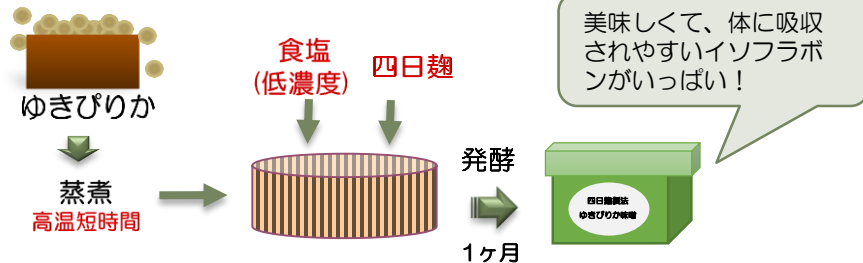 ゆきぴりか
蒸煮
高温短時間
食塩
(低濃度)
四日麹
発酵
1ヶ月
美味しくて、体に吸収
されやすいイソフラボ
ンがいっぱい！
四日麹製法
ゆきぴりか味噌